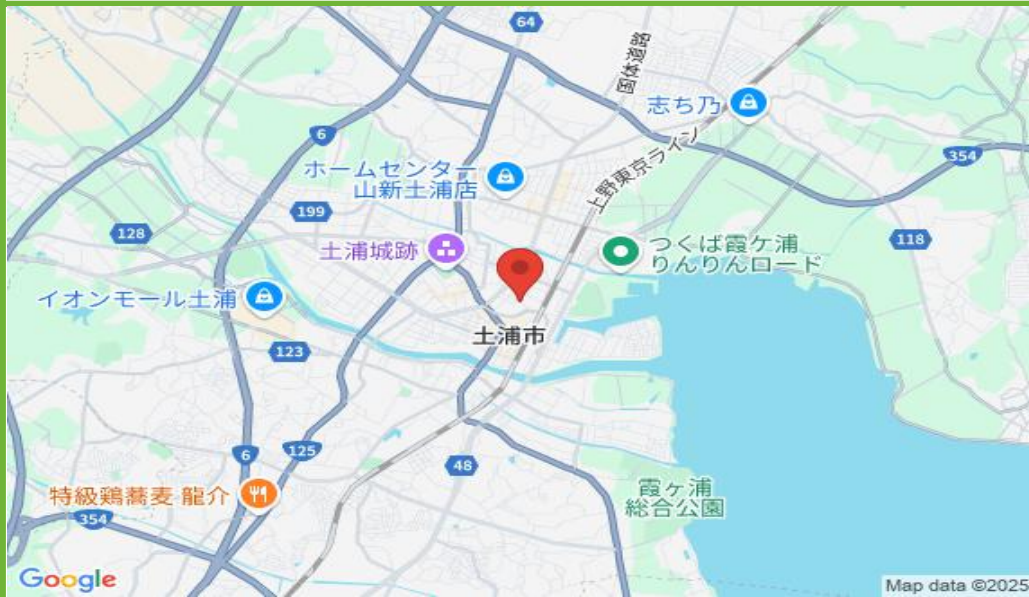 64
国体道路
志ち乃
6
上野東京ライン
ホームセンター
山新土浦店
354
199
128
土浦城跡
つくば霞ケ浦
りんりんロード
118
イオンモール土浦
土浦市
123
6
125
48
特級鶏蕎麦 龍介
354
霞ヶ浦
総合公園
Google
Map data ©2025